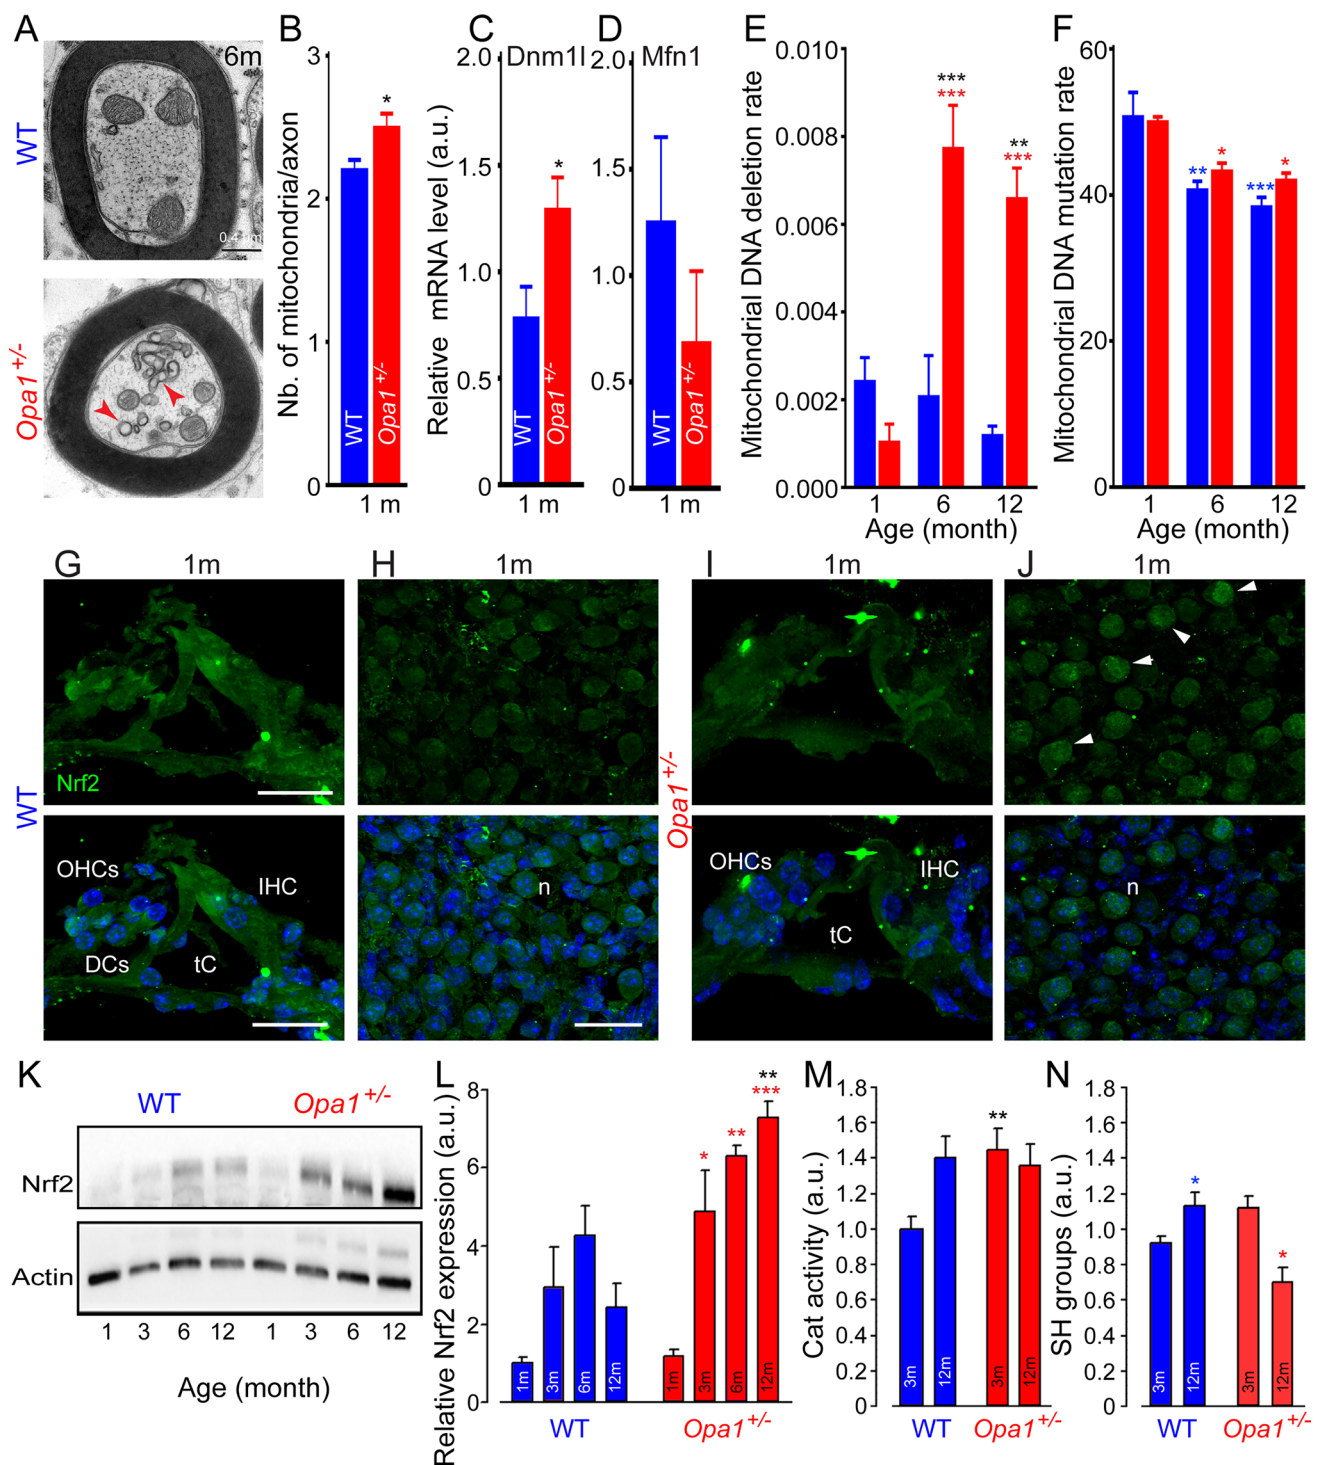 A
6m
WT
0.4 µm
Opa1+/-
B
Nb. of mitochondria/axon
3
2
1
0
*
WT
Opa1+/-
1 m
C
Dnm1l
Relative mRNA level (a.u.)
2.0
1.5
1.0
0.5
0
*
WT
Opa1+/-
1 m
D
Mfn1
2.0
1.5
1.0
0.5
0
WT
Opa1+/-
1 m
E
Mitochondrial DNA deletion rate
0.010
0.008
0.006
0.004
0.002
0.000
***
***
**
***
1 6 12
Age (month)
F
Mitochondrial DNA mutation rate
60
40
20
0
**
*
***
*
1 6 12
Age (month)
G
1m
H
1m
I
1m
J
1m
WT
Nrf2
Opa1+/-
OHCs
IHC
DCs
tC
n
OHCs
IHC
tC
n
K
WT
Opa1+/-
Nrf2
Actin
1 3 6 12 1 3 6 12
Age (month)
L
Relative Nrf2 expression (a.u.)
8
6
4
2
0
*
**
**
***
1m 3m 6m 12m
1m 3m 6m 12m
WT
Opa1+/-
M
Cat activity (a.u.)
1.8
1.6
1.4
1.2
1.0
0.8
0.6
0.4
0.2
0
**
3m 12m
3m 12m
WT
Opa1+/-
N
SH groups (a.u.)
1.8
1.6
1.4
1.2
1.0
0.8
0.6
0.4
0.2
0
*
*
3m 12m
3m 12m
WT
Opa1+/-